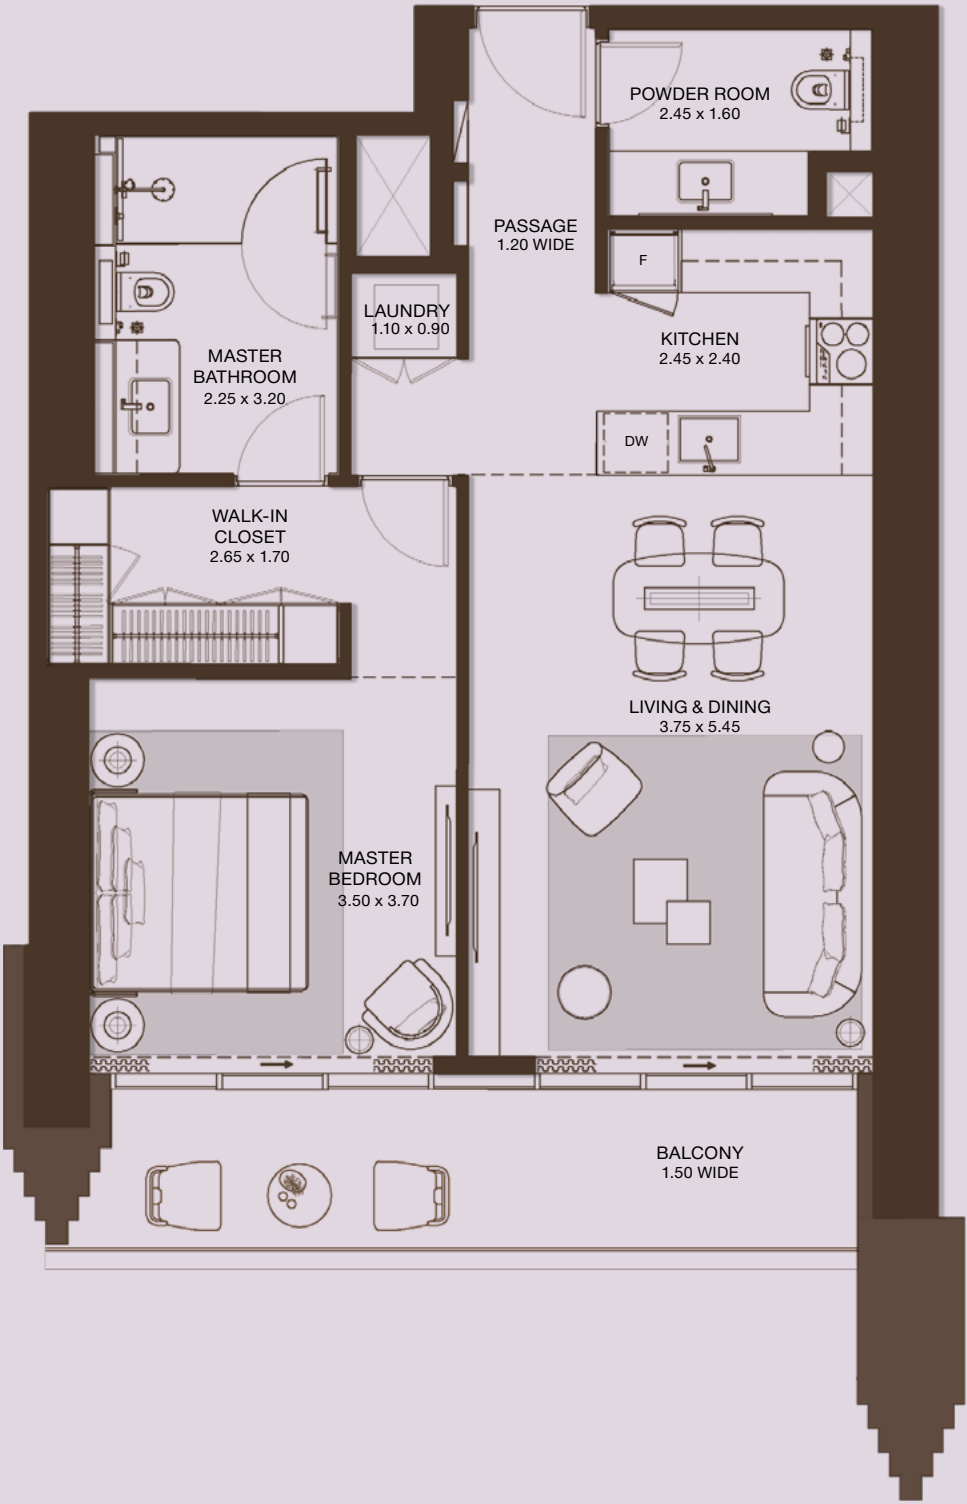 POWDER ROOM
2.45 x 1.60
PASSAGE
1.20 WIDE
F
LAUNDRY
1.10 x 0.90
KITCHEN
2.45 x 2.40
MASTER
BATHROOM
2.25 x 3.20
DW
WALK-IN
CLOSET
2.65 x 1.70
LIVING & DINING
3.75 x 5.45
MASTER
BEDROOM
3.50 x 3.70
BALCONY
1.50 WIDE